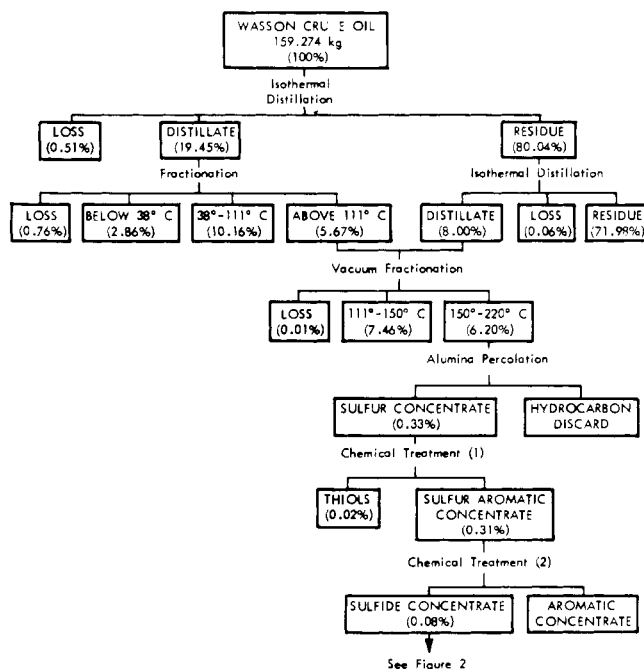 WASSON CRU E OIL
159.274 kg
(100%)
Isothermal
Distillation
LOSS
(0.51%)
DISTILLATE
(19.45%)
RESIDUE
(80.04%)
Fractionation
Isothermal Distillation
LOSS
(0.76%)
BELOW 38° C
(2.86%)
38°-111° C
(10.16%)
ABOVE 111° C
(5.67%)
DISTILLATE
(8.00%)
LOSS
(0.06%)
RESIDUE
(71.98%)
Vacuum Fractionation
LOSS
(0.01%)
111°-150° C
(7.46%)
150°-220° C
(6.20%)
Alumina Percolation
SULFUR CONCENTRATE
(0.33%)
HYDROCARBON
DISCARD
Chemical Treatment (1)
THIOLS
(0.02%)
SULFUR AROMATIC
CONCENTRATE
(0.31%)
Chemical Treatment (2)
SULFIDE CONCENTRATE
(0.08%)
AROMATIC
CONCENTRATE
See Figure 2